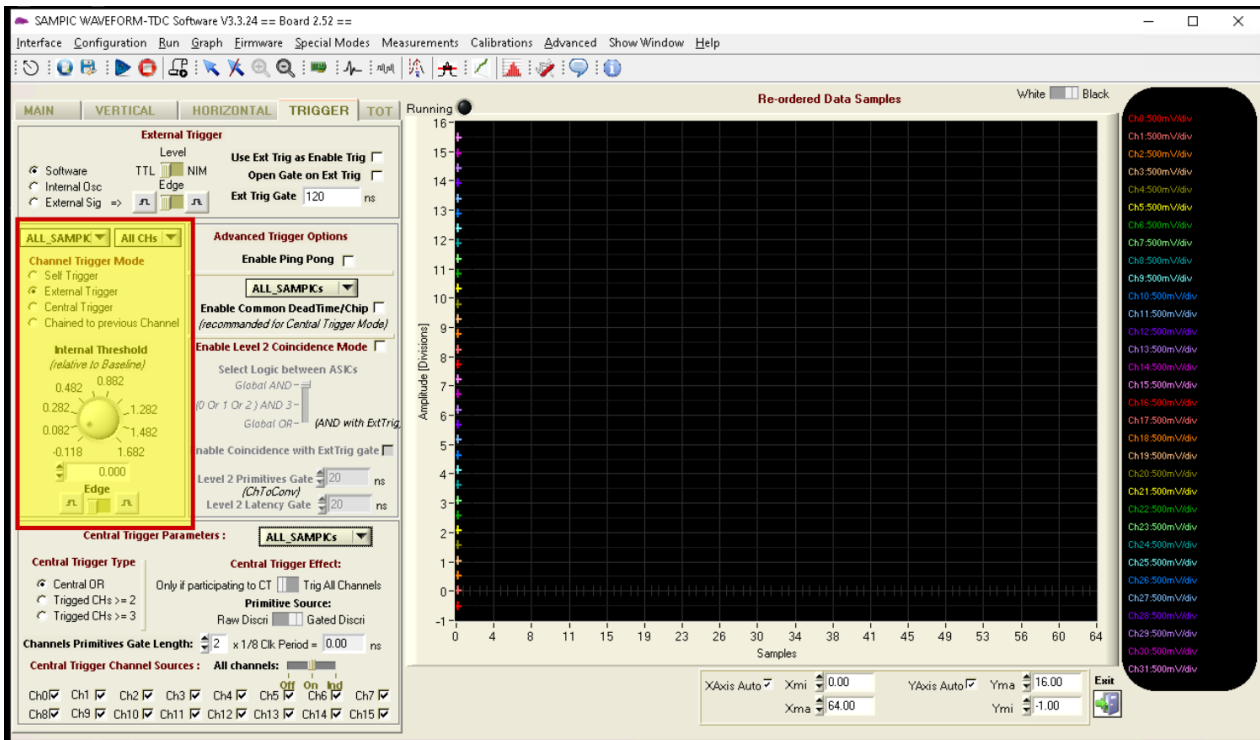 SAMPIC WAVEFORM-TDC Software V3.3.24 == Board 2.52 ==
Interface Configuration Run Graph Firmware Special Modes Measurements Calibrations Advanced Show Window Help
MAIN VERTICAL HORIZONTAL TRIGGER TOT
External Trigger
Level
Software TTL NIM Use Ext Trig as Enable Trig
Internal Osc Edge Open Gate on Ext Trig
External Sig => Ext Trig Gate 120 ns
ALL_SAMPIC All CHs
Channel Trigger Mode
Self Trigger
External Trigger
Central Trigger
Chained to previous Channel
Internal Threshold
(relative to Baseline)
0.482 0.882
0.282 1.282
0.082 1.482
-0.118 1.682
0.000
Edge
Advanced Trigger Options
Enable Ping Pong
ALL_SAMPICs
Enable Common DeadTime/Chip
(recommanded for Central Trigger Mode)
Enable Level 2 Coincidence Mode
Select Logic between ASICs
Global AND
(0 Or 1 Or 2 ) AND 3
Global OR (AND with ExtTrig
nable Coincidence with ExtTrig gate
Level 2 Primitives Gate 20 ns
(ChToConv)
Level 2 Latency Gate 20 ns
Central Trigger Parameters : ALL_SAMPICs
Central Trigger Type
Central OR
Trigged CHs >= 2
Trigged CHs >= 3
Central Trigger Effect:
Only if participating to CT Trig All Channels
Primitive Source:
Raw Discri Gated Discri
Channels Primitives Gate Length: 2 x 1/8 Clk Period = 0.00 ns
Central Trigger Channel Sources : All channels:
Off On Ind
Ch0 Ch1 Ch2 Ch3 Ch4 Ch5 Ch6 Ch7
Ch8 Ch9 Ch10 Ch11 Ch12 Ch13 Ch14 Ch15
Running
Re-ordered Data Samples
White Black
Amplitude [Divisions]
16
15
14
13
12
11
10
9
8
7
6
5
4
3
2
1
0
-1
0 4 8 11 15 19 23 26 30 34 38 41 45 49 53 56 60 64
Samples
XAxis Auto Xmi 0.00
Xma 64.00
YAxis Auto Yma 16.00
Ymi -1.00
Exit
Ch0:500mV/div
Ch1:500mV/div
Ch2:500mV/div
Ch3:500mV/div
Ch4:500mV/div
Ch5:500mV/div
Ch6:500mV/div
Ch7:500mV/div
Ch8:500mV/div
Ch9:500mV/div
Ch10:500mV/div
Ch11:500mV/div
Ch12:500mV/div
Ch13:500mV/div
Ch14:500mV/div
Ch15:500mV/div
Ch16:500mV/div
Ch17:500mV/div
Ch18:500mV/div
Ch19:500mV/div
Ch20:500mV/div
Ch21:500mV/div
Ch22:500mV/div
Ch23:500mV/div
Ch24:500mV/div
Ch25:500mV/div
Ch26:500mV/div
Ch27:500mV/div
Ch28:500mV/div
Ch29:500mV/div
Ch30:500mV/div
Ch31:500mV/div